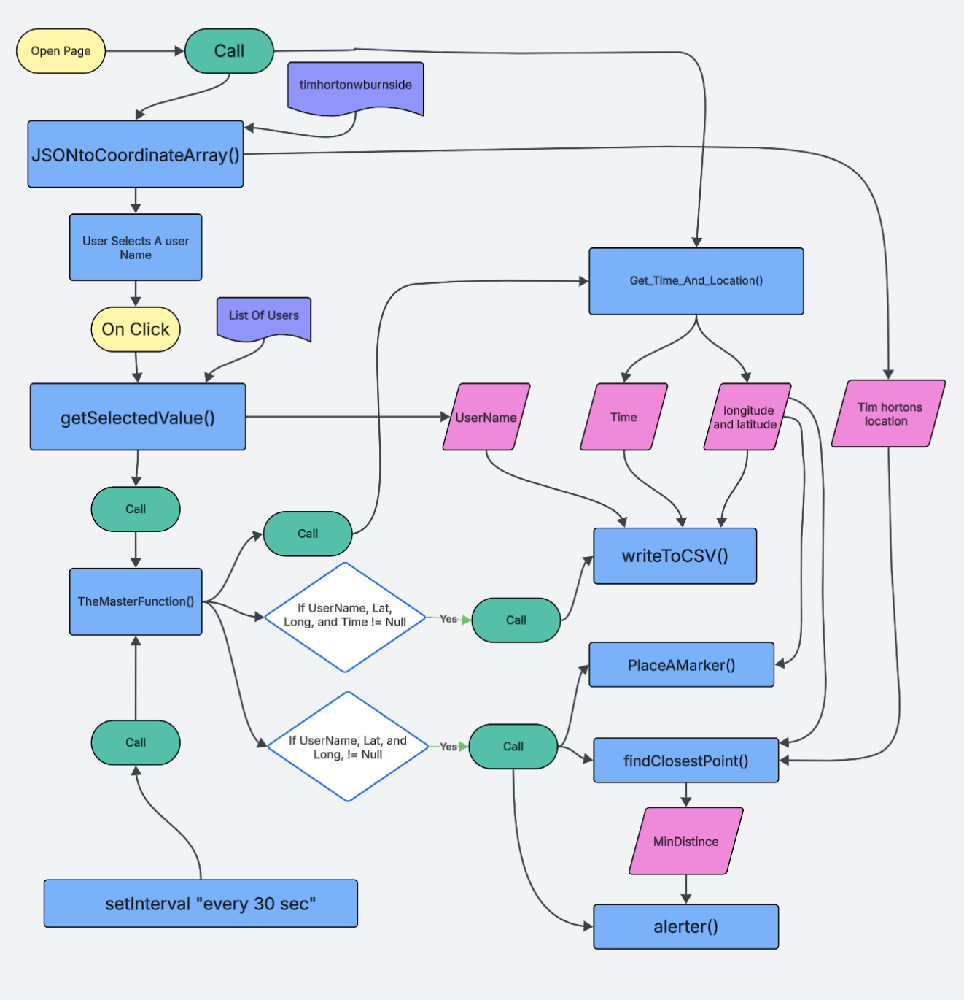 Open Page
Call
timhortonwburnside
JSONtoCoordinateArray()
User Selects A user
Name
Get_Time_And_Location()
On Click
List Of Users
getSelectedValue()
UserName
Time
longitude
and latitude
Tim hortons
location
Call
Call
writeToCSV()
TheMasterFunction()
If UserName, Lat,
Long, and Time != Null
Yes
Call
PlaceAMarker()
Call
If UserName, Lat, and
Long, != Null
Yes
Call
findClosestPoint()
MinDistince
setInterval "every 30 sec"
alerter()